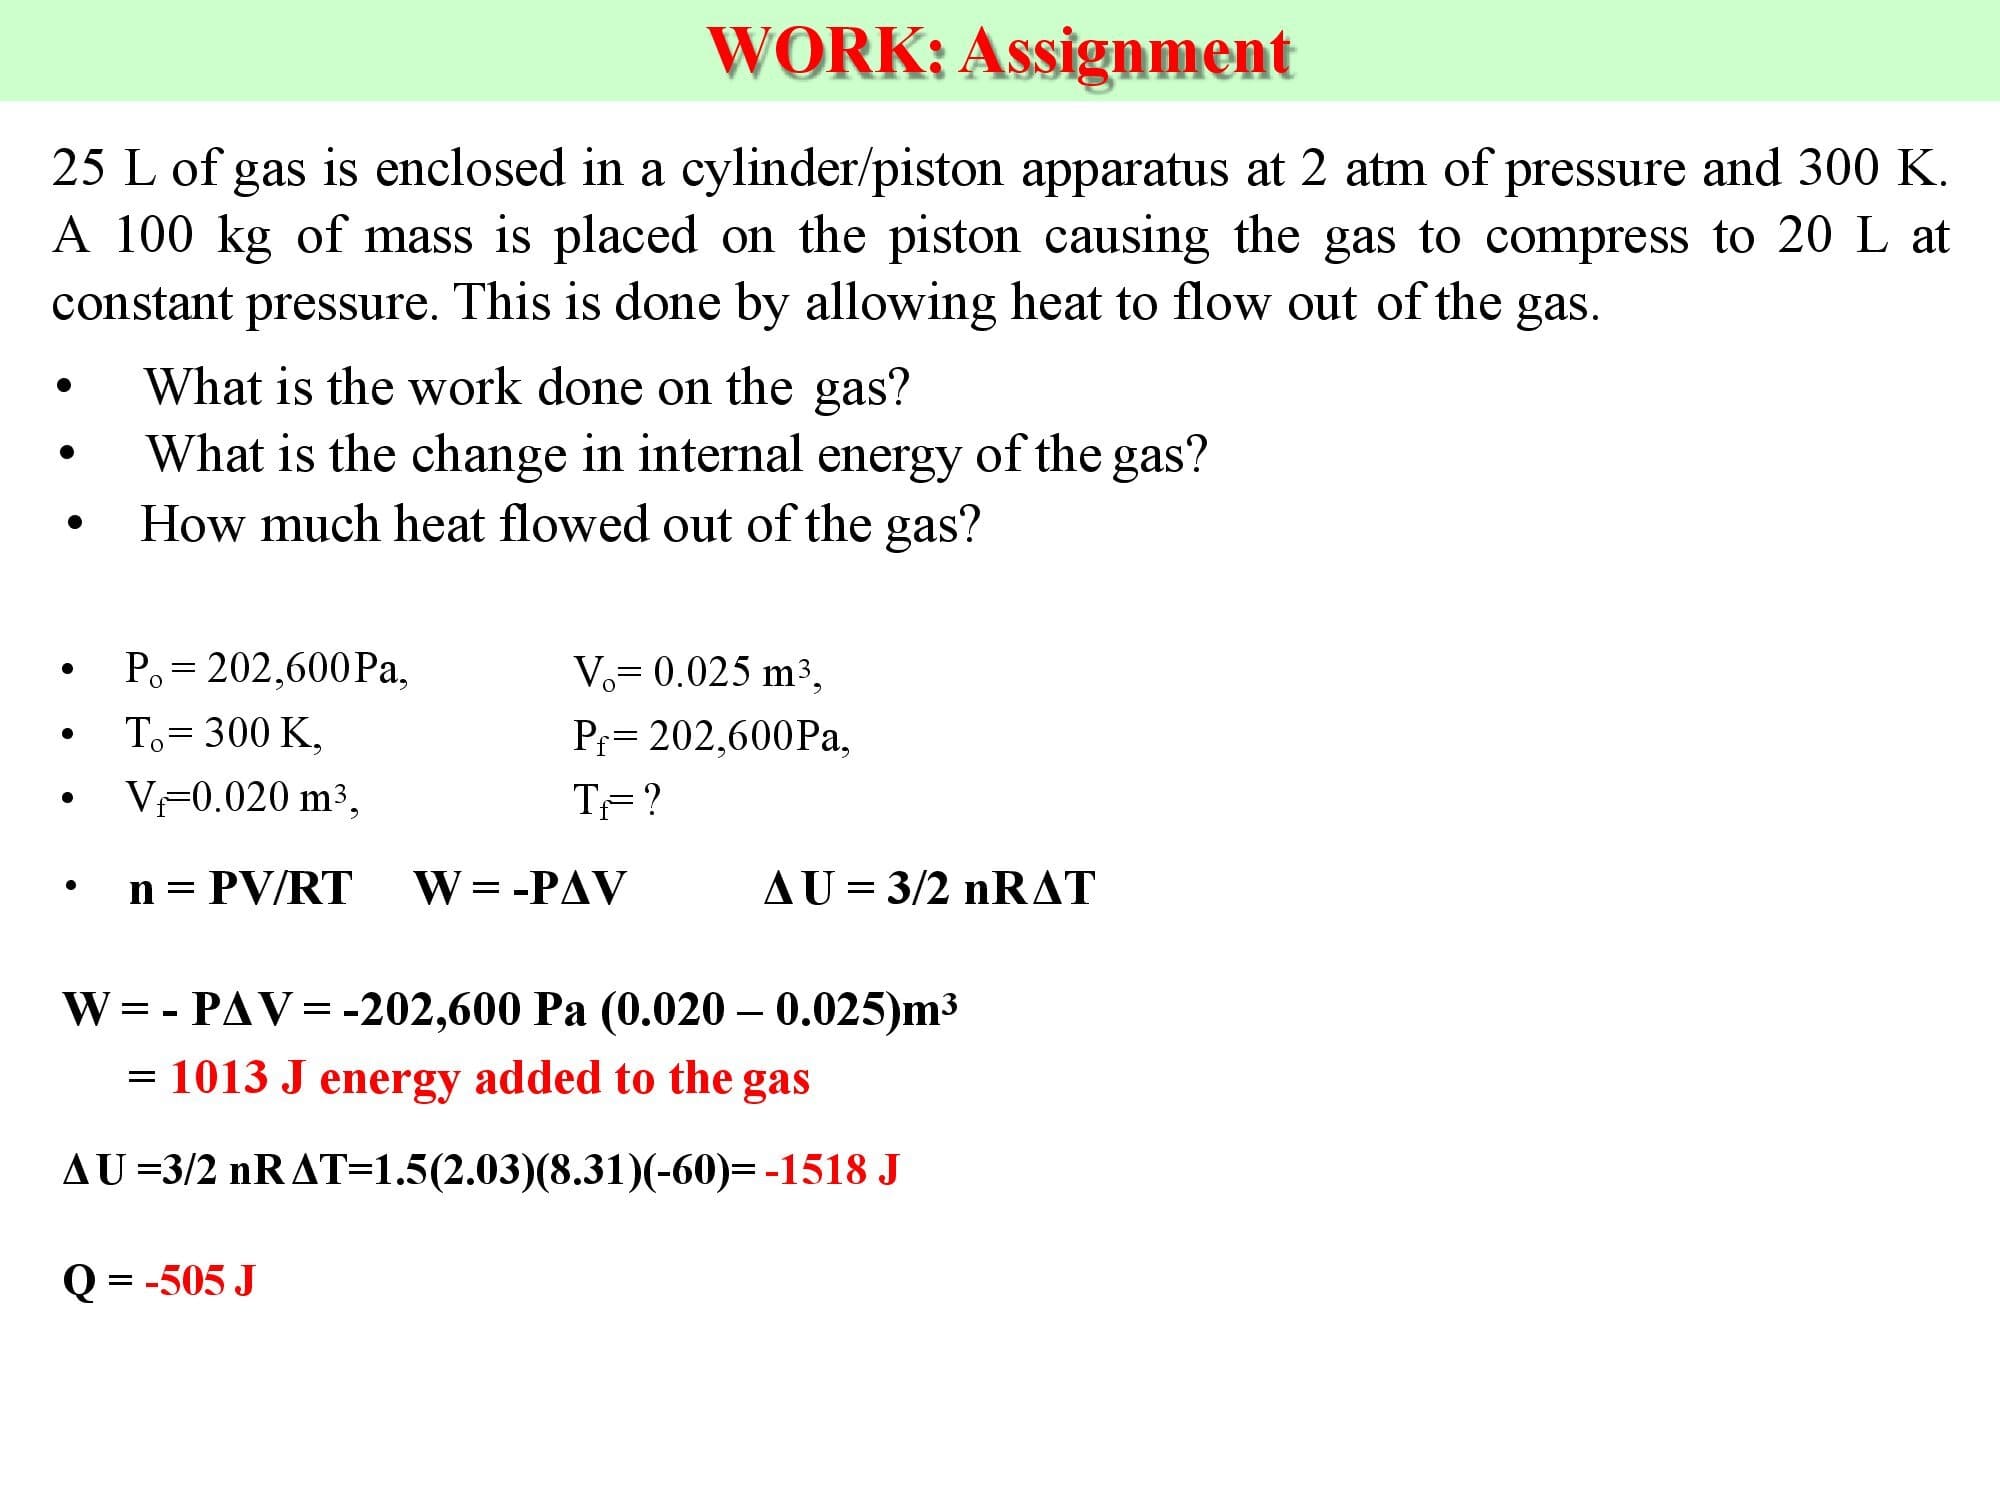 WORK: Assignment
25 L of gas is enclosed in a cylinder/piston apparatus at 2 atm of pressure and 300 K.
A 100 kg of mass is placed on the piston causing the gas to compress to 20 L at
constant pressure. This is done by allowing heat to flow out of the gas.
• What is the work done on the gas?
• What is the change in internal energy of the gas?
• How much heat flowed out of the gas?
• Pₒ = 202,600Pa, Vₒ= 0.025 m³,
• Tₒ= 300 K, P_f = 202,600Pa,
• V_f=0.020 m³, T_f= ?
• n = PV/RT W = -PΔV ΔU = 3/2 nRΔT
W = - PΔV = -202,600 Pa (0.020 – 0.025)m³
= 1013 J energy added to the gas
ΔU =3/2 nRΔT=1.5(2.03)(8.31)(-60)= -1518 J
Q = -505 J